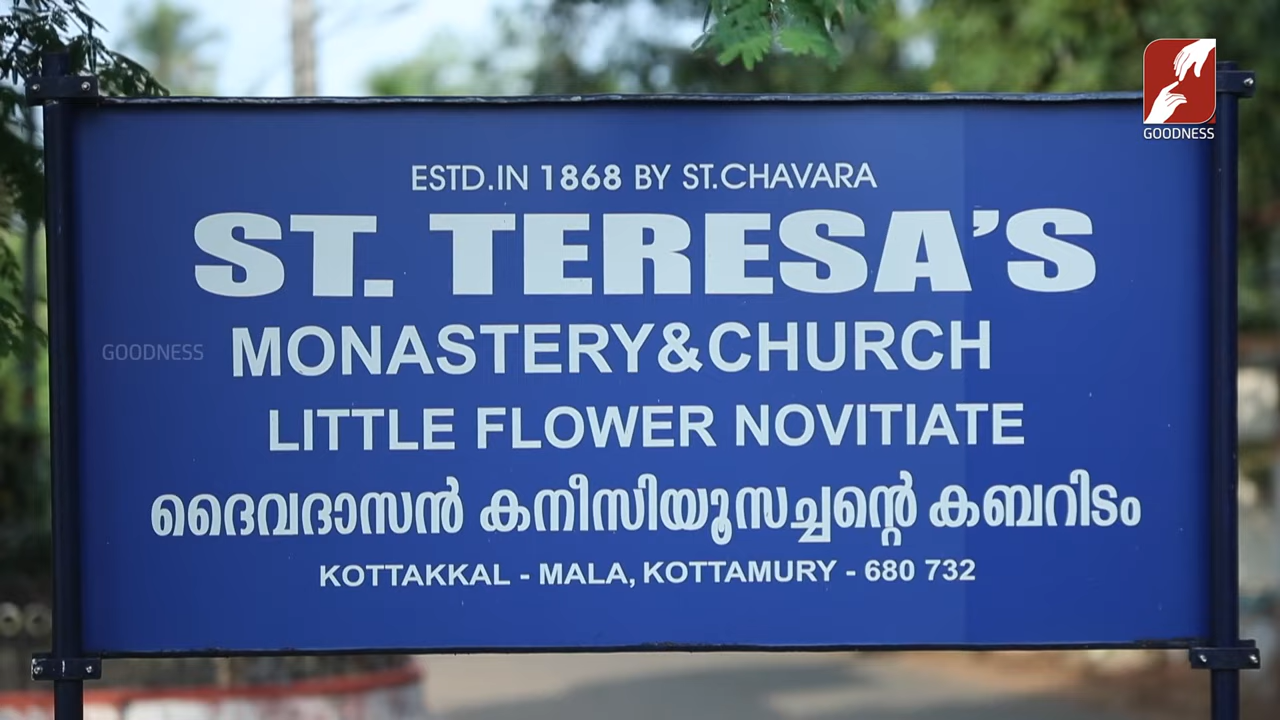 GOODNESS
ESTD.IN 1868 BY ST.CHAVARA
ST. TERESA'S
GOODNESS
MONASTERY&CHURCH
LITTLE FLOWER NOVITIATE
ദൈവദാസൻ കനീസിയൂസച്ചന്റെ കബറിടം
KOTTAKKAL - MALA, KOTTAMURY - 680 732